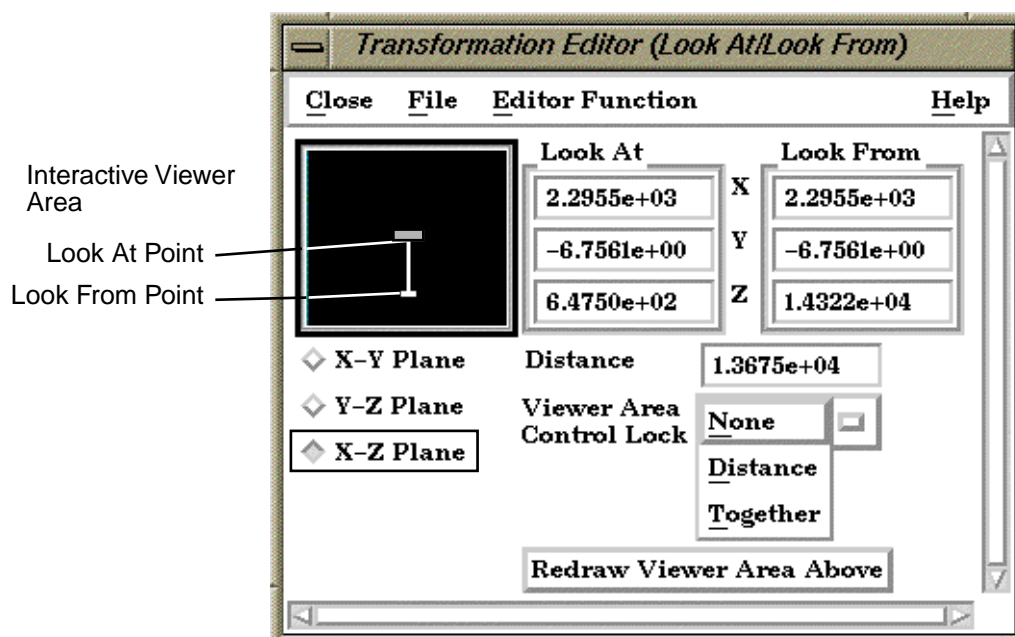 Transformation Editor (Look At/Look From)
Close File Editor Function Help
Interactive Viewer
Area
Look At Point
Look From Point
Look At Look From
2.2955e+03 X 2.2955e+03
-6.7561e+00 Y -6.7561e+00
6.4750e+02 Z 1.4322e+04
X-Y Plane
Y-Z Plane
X-Z Plane
Distance 1.3675e+04
Viewer Area
Control Lock
None
Distance
Together
Redraw Viewer Area Above